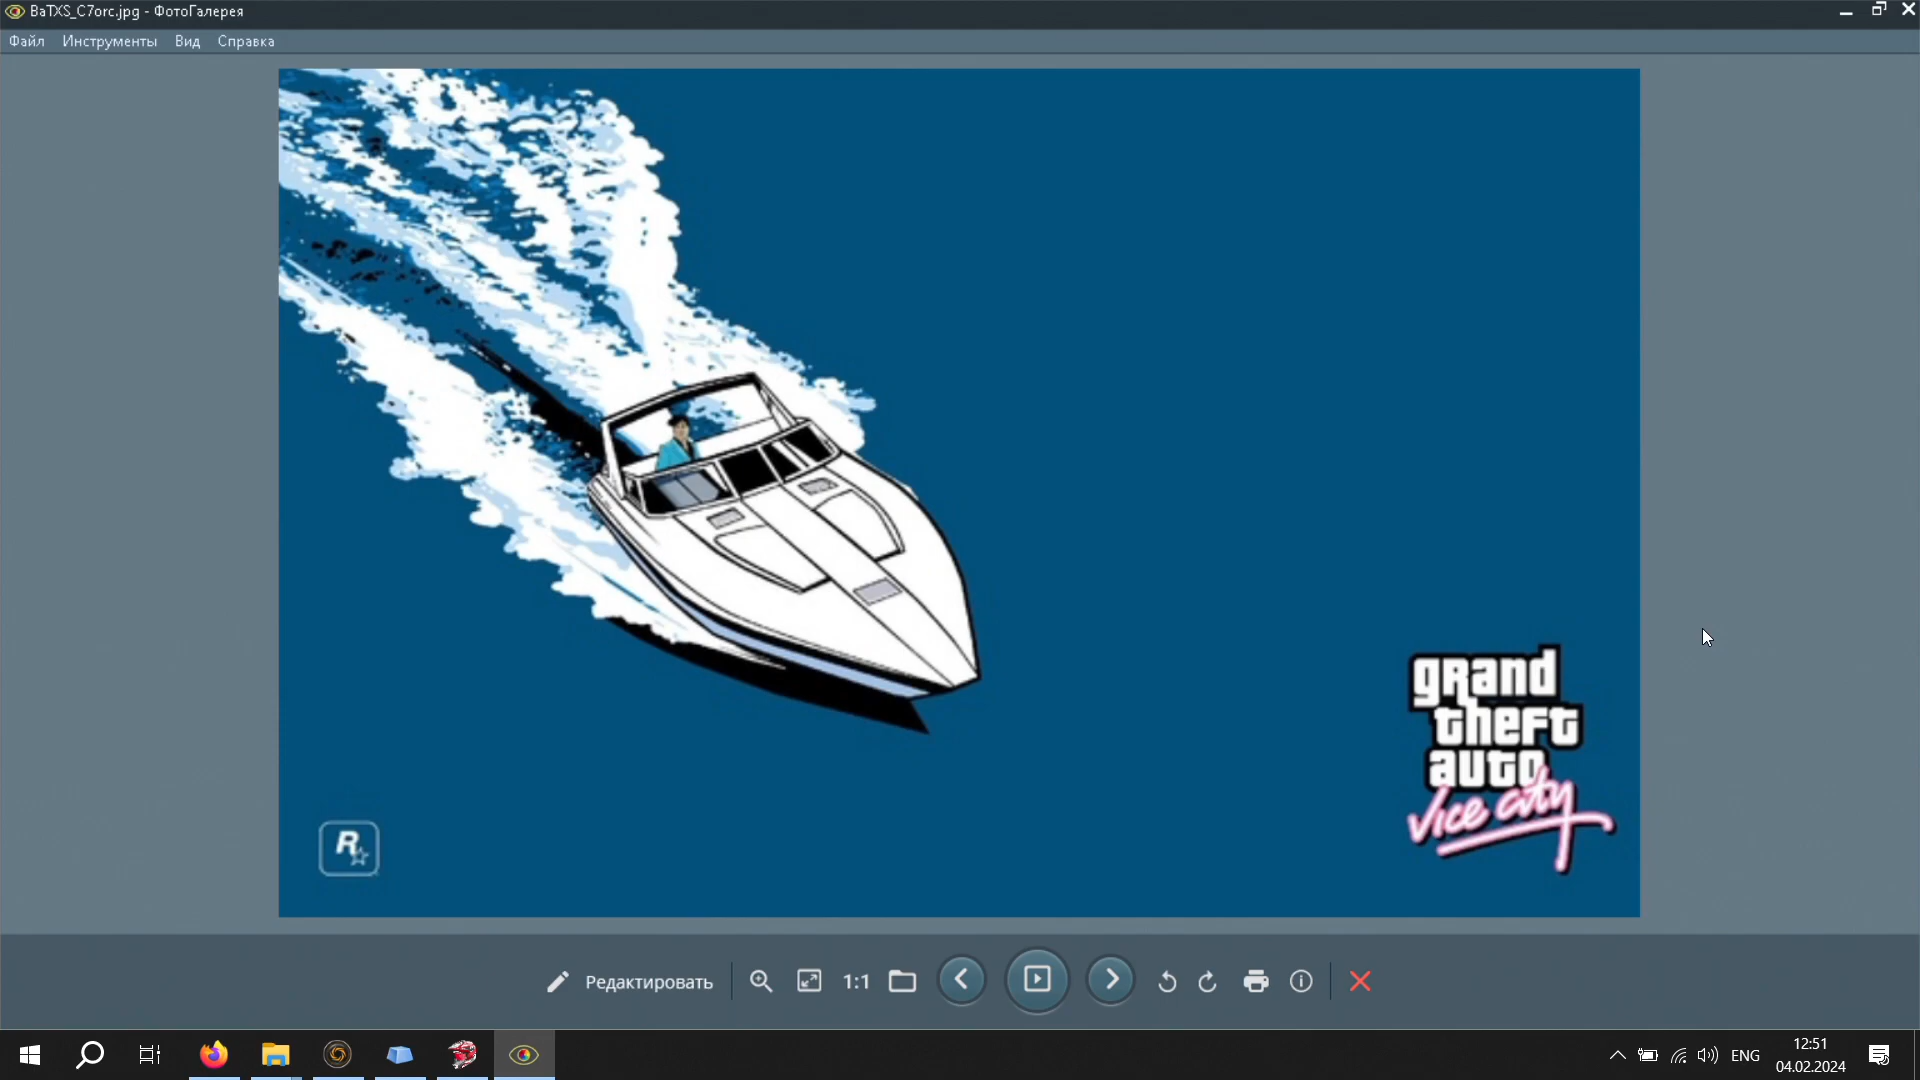 BaTXS_C7orc.jpg - ФотоГалерея
Файл Инструменты Вид Справка
grand
theft
auto
vice city
R
Редактировать
1:1
ENG
12:51
04.02.2024